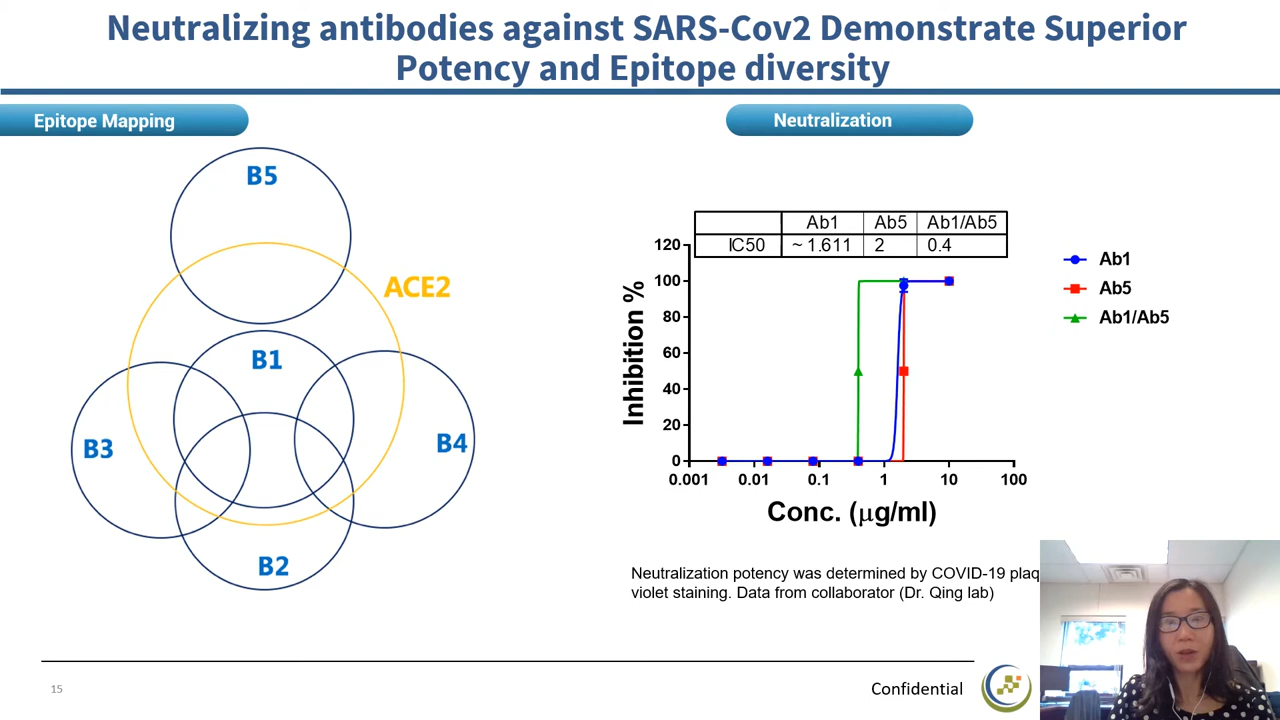 Neutralizing antibodies against SARS-Cov2 Demonstrate Superior
Potency and Epitope diversity
Epitope Mapping
Neutralization
B5
ACE2
B1
B3
B4
B2
Ab1 Ab5 Ab1/Ab5
IC50 ~ 1.611 2 0.4
120
100
80
60
40
20
0
Inhibition %
0.001 0.01 0.1 1 10 100
Conc. (μg/ml)
Ab1
Ab5
Ab1/Ab5
Neutralization potency was determined by COVID-19 plaq
violet staining. Data from collaborator (Dr. Qing lab)
15
Confidential